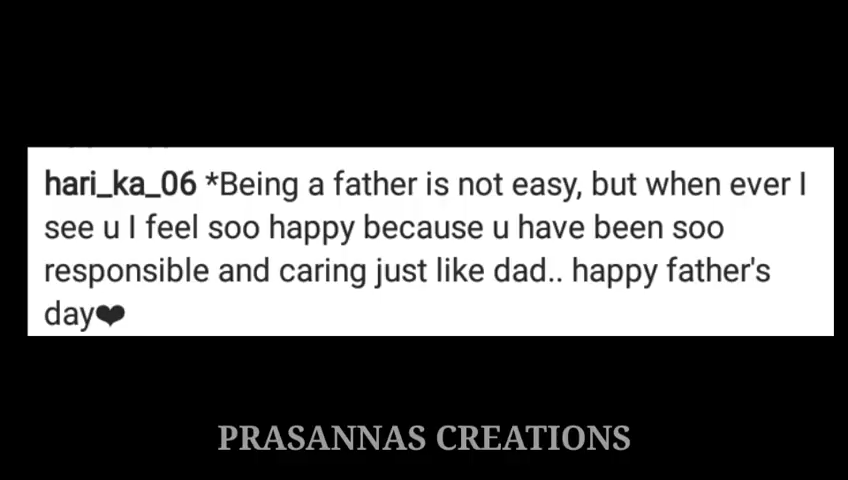 hari_ka_06 *Being a father is not easy, but when ever I
see u I feel soo happy because u have been soo
responsible and caring just like dad.. happy father's
day❤
PRASANNAS CREATIONS